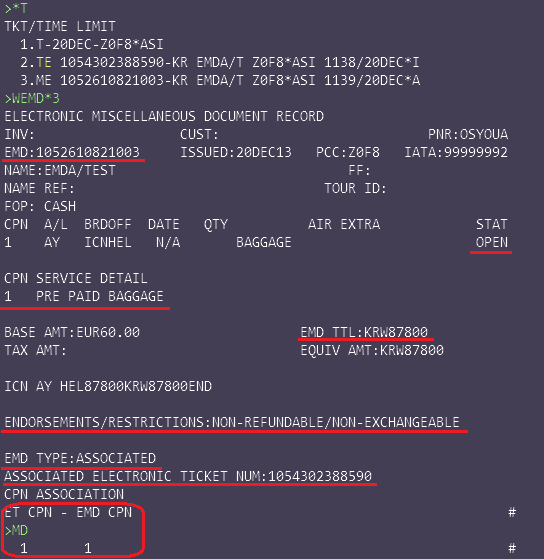 >*T
TKT/TIME LIMIT
1.T-20DEC-Z0F8*ASI
2.TE 1054302388590-KR EMDA/T Z0F8*ASI 1138/20DEC*I
3.ME 1052610821003-KR EMDA/T Z0F8*ASI 1139/20DEC*A
>WEMD*3
ELECTRONIC MISCELLANEOUS DOCUMENT RECORD
INV: CUST: PNR:OSYOUA
EMD:1052610821003 ISSUED:20DEC13 PCC:Z0F8 IATA:99999992
NAME:EMDA/TEST FF:
NAME REF: TOUR ID:
FOP: CASH
CPN A/L BRDOFF DATE QTY AIR EXTRA STAT
1 AY ICNHEL N/A BAGGAGE OPEN
CPN SERVICE DETAIL
1 PRE PAID BAGGAGE
BASE AMT:EUR60.00 EMD TTL:KRW87800
TAX AMT: EQUIV AMT:KRW87800
ICN AY HEL87800KRW87800END
ENDORSEMENTS/RESTRICTIONS:NON-REFUNDABLE/NON-EXCHANGEABLE
EMD TYPE:ASSOCIATED
ASSOCIATED ELECTRONIC TICKET NUM:1054302388590
CPN ASSOCIATION
ET CPN - EMD CPN #
>MD
1 1 #